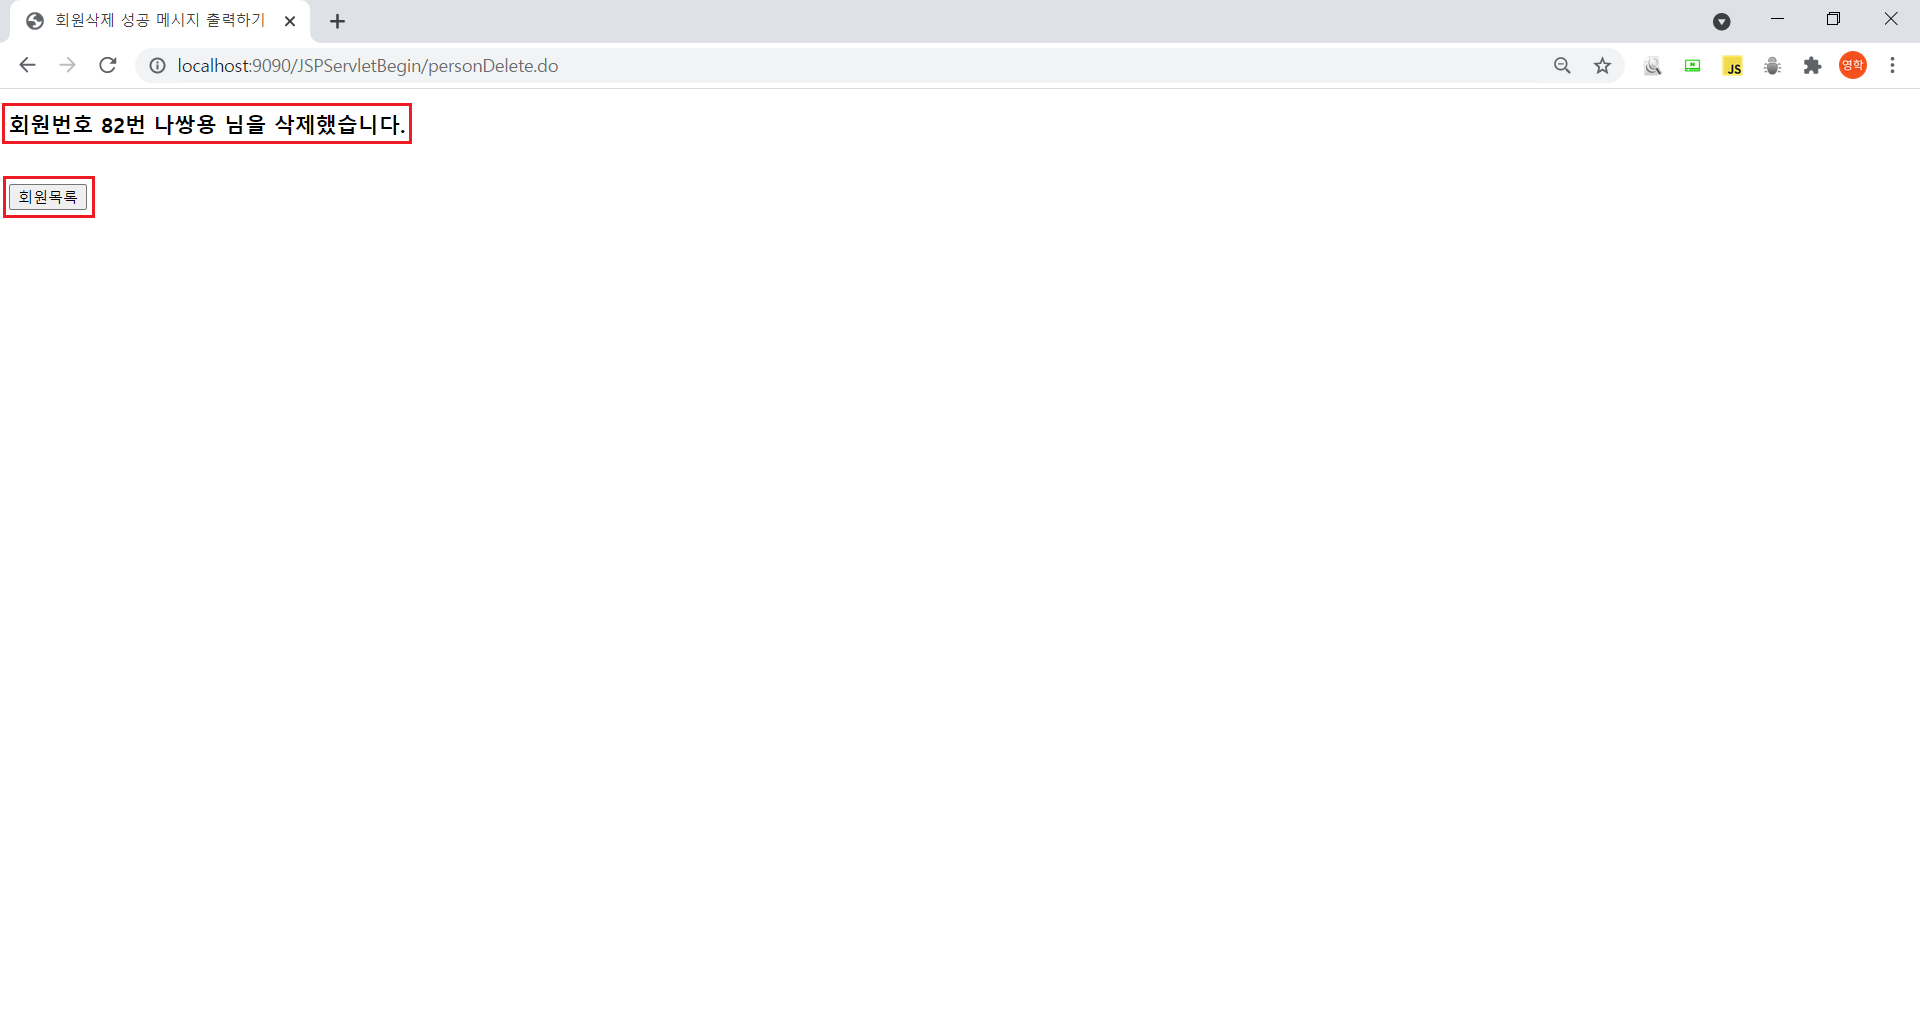 회원삭제 성공 메시지 출력하기
localhost:9090/JSPServletBegin/personDelete.do
JS
영학
회원번호 82번 나쌍용 님을 삭제했습니다.
회원목록